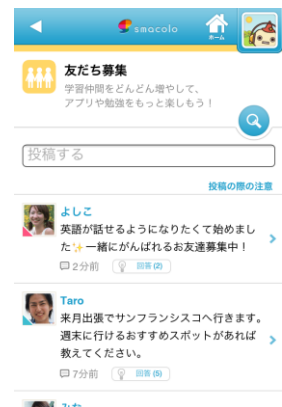 smacolo
ホーム
友だち募集
学習仲間をどんどん増やして、
アプリや勉強をもっと楽しもう！
投稿する
投稿の際の注意
よしこ
英語が話せるようになりたくて始めまし
た✨一緒にがんばれるお友達募集中！
2分前 回答(2)
Taro
来月出張でサンフランシスコへ行きます。
週末に行けるおすすめスポットがあれば
教えてください。
7分前 回答(5)